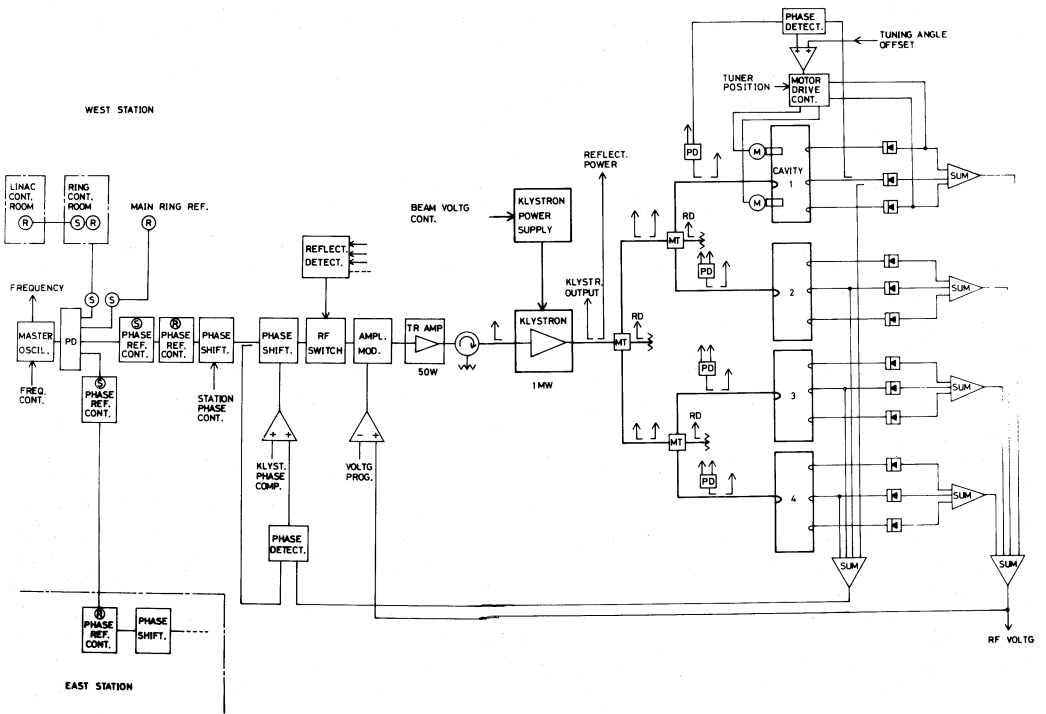 PHASE
DETECT.
TUNING ANGLE
OFFSET
+ +
TUNER
POSITION
MOTOR
DRIVE
CONT.
WEST STATION
REFLECT.
POWER
PD
M
CAVITY
1
M
SUM
LINAC
CONT.
ROOM
R
RING
CONT.
ROOM
S R
MAIN RING REF.
R
BEAM VOLTG
CONT.
KLYSTRON
POWER
SUPPLY
RD
MT
REFLECT.
DETECT.
PD
2
SUM
FREQUENCY
S
S
KLYSTR.
OUTPUT
MASTER
OSCIL.
PD
S
PHASE
REF.
CONT.
R
PHASE
REF.
CONT.
PHASE
SHIFT.
PHASE
SHIFT.
RF
SWITCH
AMPL.
MOD.
TR AMP
50W
KLYSTRON
1MW
RD
MT
FREQ.
CONT.
S
PHASE
REF.
CONT.
STATION
PHASE
CONT.
PD
3
SUM
+ +
- +
KLYST.
PHASE
COMP.
VOLTG
PROG.
RD
MT
PD
4
SUM
PHASE
DETECT.
SUM
SUM
R
PHASE
REF.
CONT.
PHASE
SHIFT.
RF VOLTG
EAST STATION